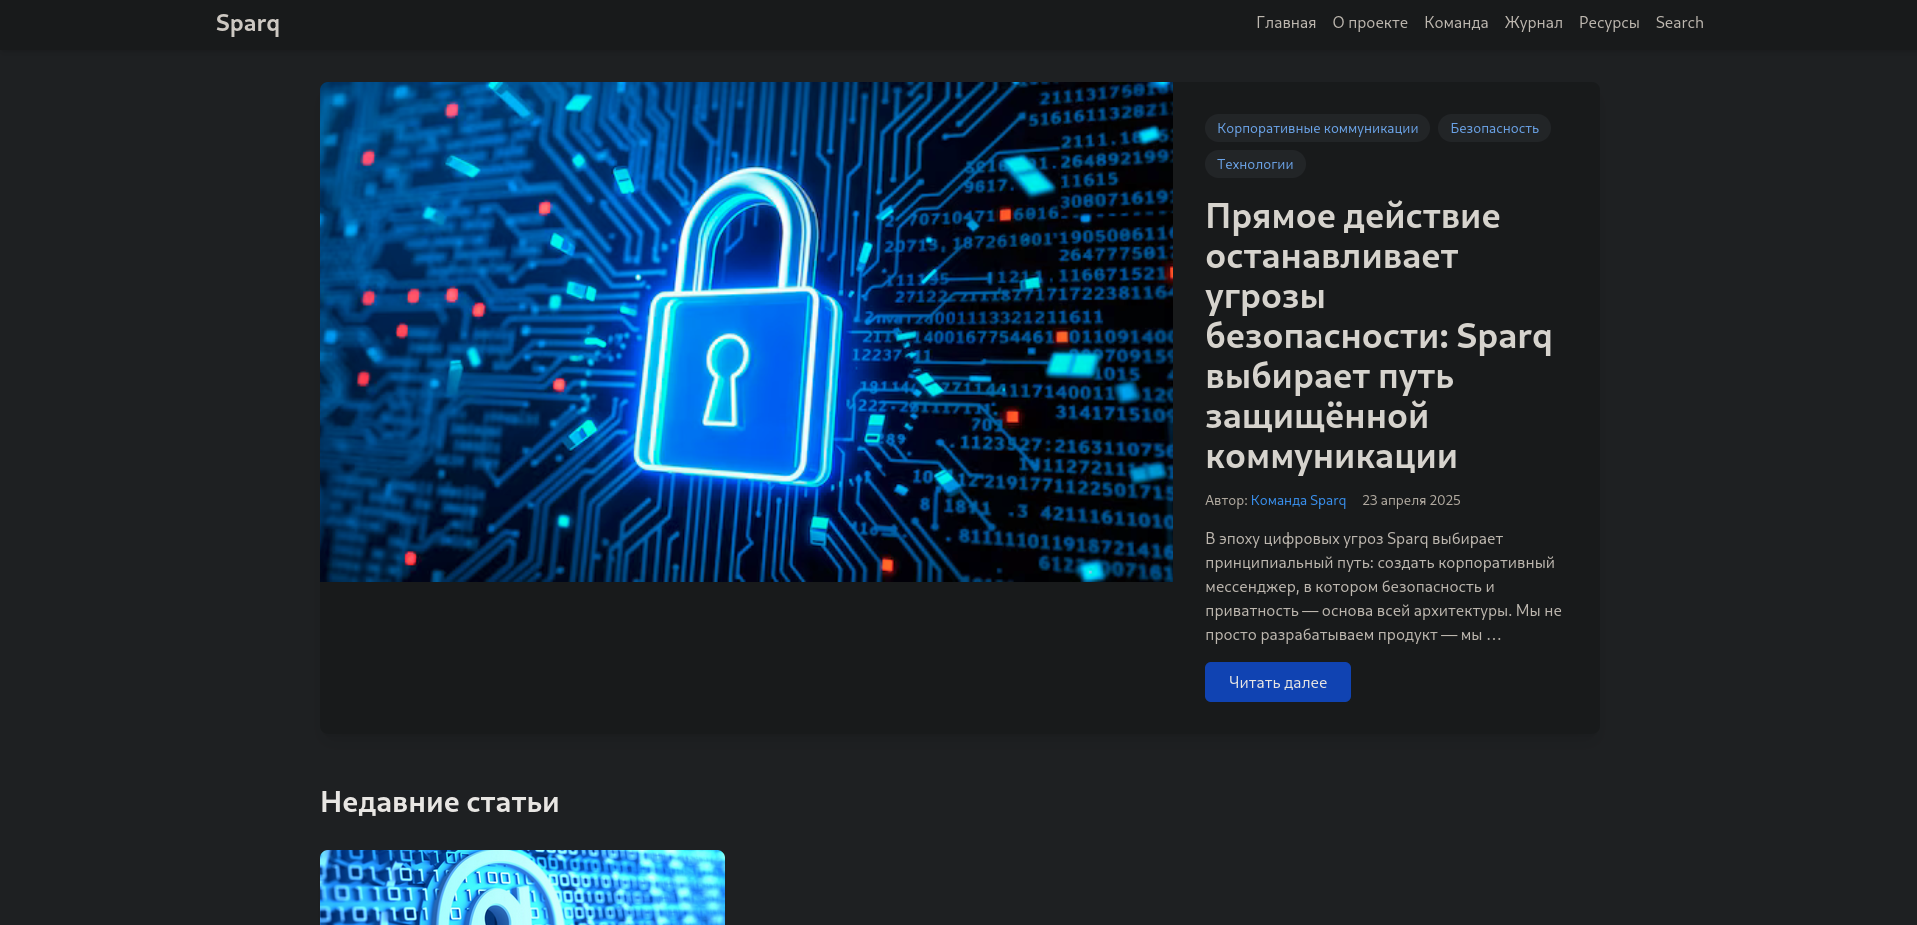 Sparq
Главная О проекте Команда Журнал Ресурсы Search
Корпоративные коммуникации Безопасность
Технологии
Прямое действие
останавливает
угрозы
безопасности: Sparq
выбирает путь
защищённой
коммуникации
Автор: Команда Sparq 23 апреля 2025
В эпоху цифровых угроз Sparq выбирает
принципиальный путь: создать корпоративный
мессенджер, в котором безопасность и
приватность — основа всей архитектуры. Мы не
просто разрабатываем продукт — мы …
Читать далее
Недавние статьи